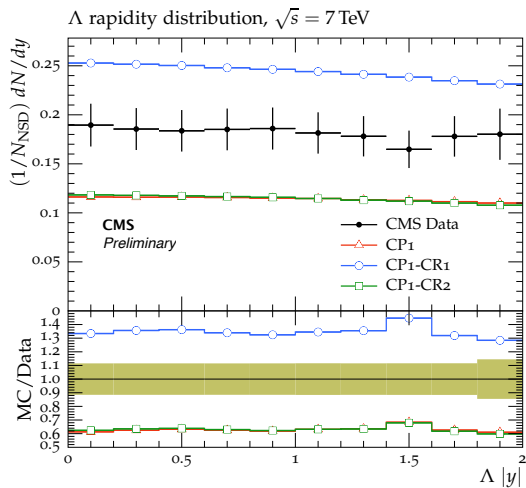 Λ rapidity distribution, √s = 7 TeV
(1/N_NSD) dN/dy
0.25
0.2
0.15
0.1
0.05
0
CMS
Preliminary
CMS Data
CP1
CP1-CR1
CP1-CR2
MC/Data
1.4
1.3
1.2
1.1
1.0
0.9
0.8
0.7
0.6
0.5
0 0.5 1 1.5 2
Λ |y|